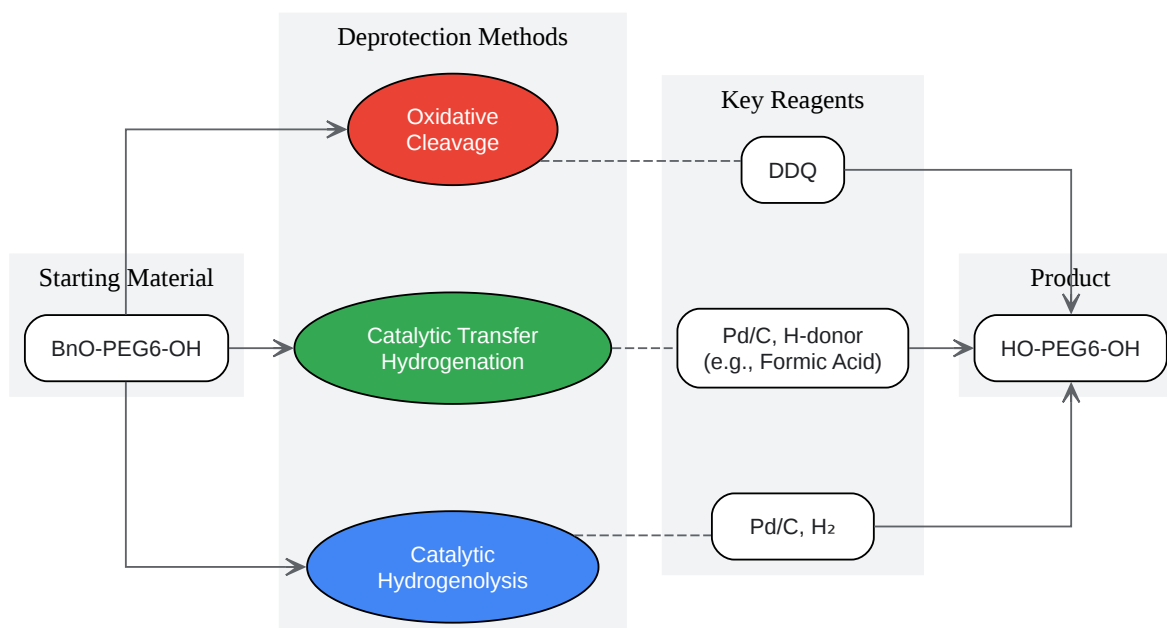 Deprotection Methods
Oxidative
Cleavage
Key Reagents
DDQ
Starting Material
BnO-PEG6-OH
Catalytic Transfer
Hydrogenation
Pd/C, H-donor
(e.g., Formic Acid)
Product
HO-PEG6-OH
Catalytic
Hydrogenolysis
Pd/C, H₂